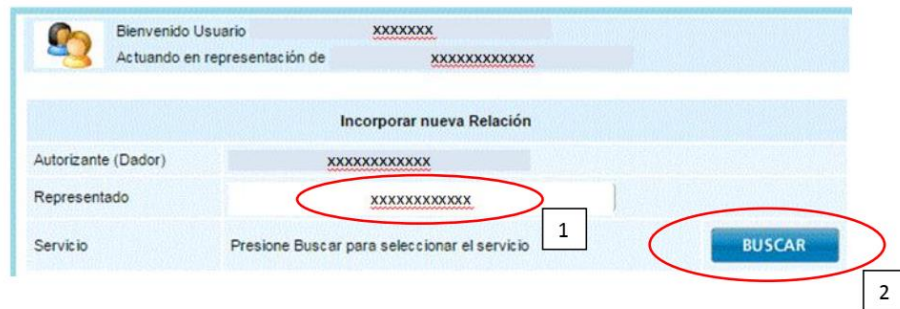 Bienvenido Usuario xxxxxxx
Actuando en representación de xxxxxxxxxxxx
Incorporar nueva Relación
Autorizante (Dador) xxxxxxxxxxxx
Representado xxxxxxxxxxxx
1
Servicio Presione Buscar para seleccionar el servicio BUSCAR
2